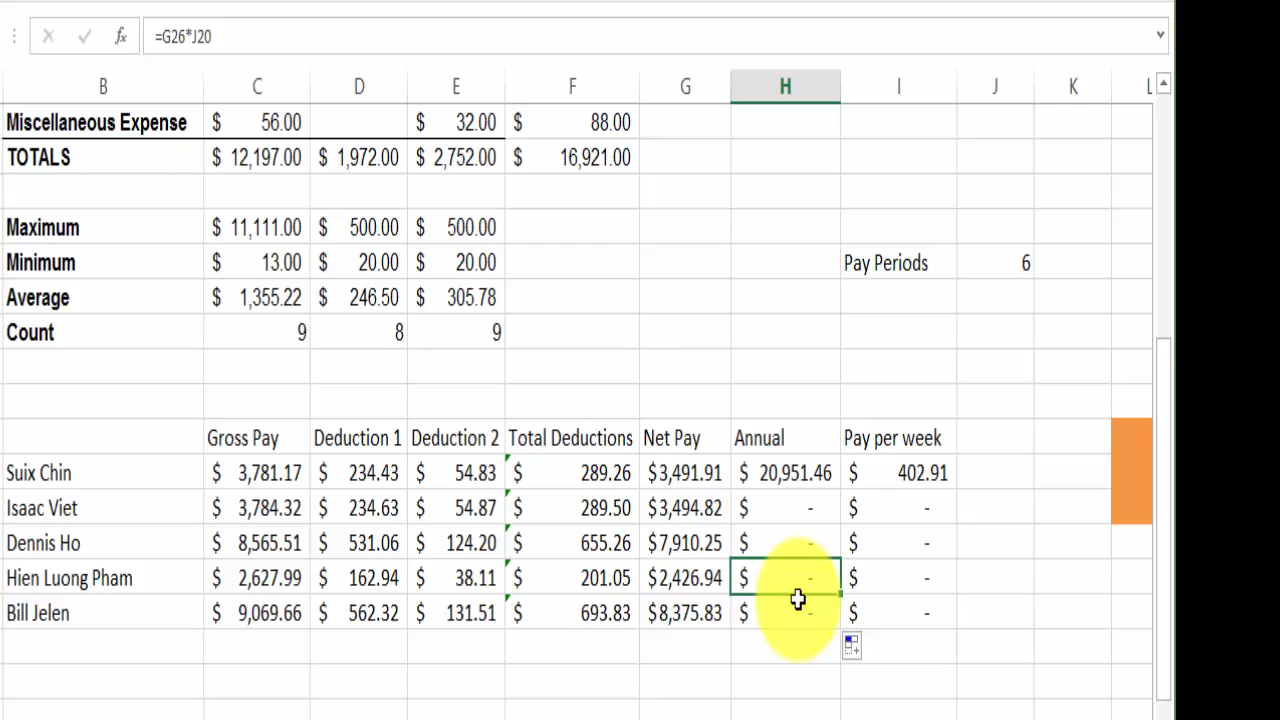 fx =G26*J20
B C D E F G H I J K L
Miscellaneous Expense $ 56.00 $ 32.00 $ 88.00
TOTALS $ 12,197.00 $ 1,972.00 $ 2,752.00 $ 16,921.00
Maximum $ 11,111.00 $ 500.00 $ 500.00
Minimum $ 13.00 $ 20.00 $ 20.00 Pay Periods 6
Average $ 1,355.22 $ 246.50 $ 305.78
Count 9 8 9
Gross Pay Deduction 1 Deduction 2 Total Deductions Net Pay Annual Pay per week
Suix Chin $ 3,781.17 $ 234.43 $ 54.83 $ 289.26 $3,491.91 $ 20,951.46 $ 402.91
Isaac Viet $ 3,784.32 $ 234.63 $ 54.87 $ 289.50 $3,494.82 $ - $ -
Dennis Ho $ 8,565.51 $ 531.06 $ 124.20 $ 655.26 $7,910.25 $ - $ -
Hien Luong Pham $ 2,627.99 $ 162.94 $ 38.11 $ 201.05 $2,426.94 $ - $ -
Bill Jelen $ 9,069.66 $ 562.32 $ 131.51 $ 693.83 $8,375.83 $ - $ -